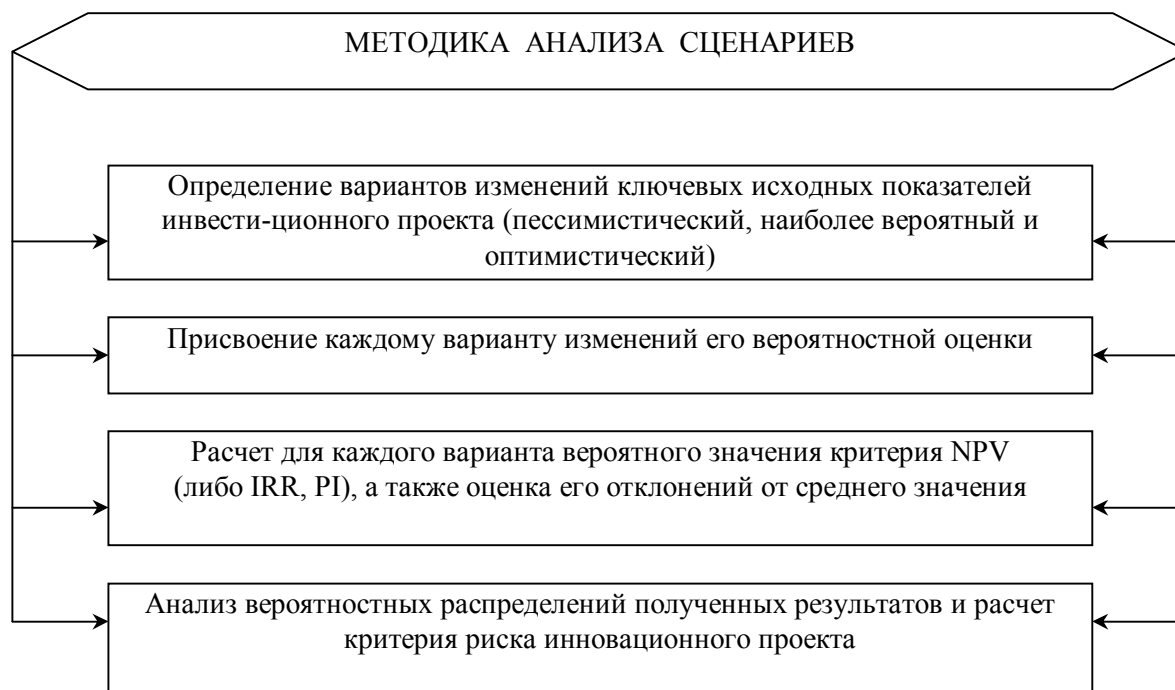 МЕТОДИКА АНАЛИЗА СЦЕНАРИЕВ
Определение вариантов изменений ключевых исходных показателей
инвести-ционного проекта (пессимистический, наиболее вероятный и
оптимистический)
Присвоение каждому варианту изменений его вероятностной оценки
Расчет для каждого варианта вероятного значения критерия NPV
(либо IRR, PI), а также оценка его отклонений от среднего значения
Анализ вероятностных распределений полученных результатов и расчет
критерия риска инновационного проекта